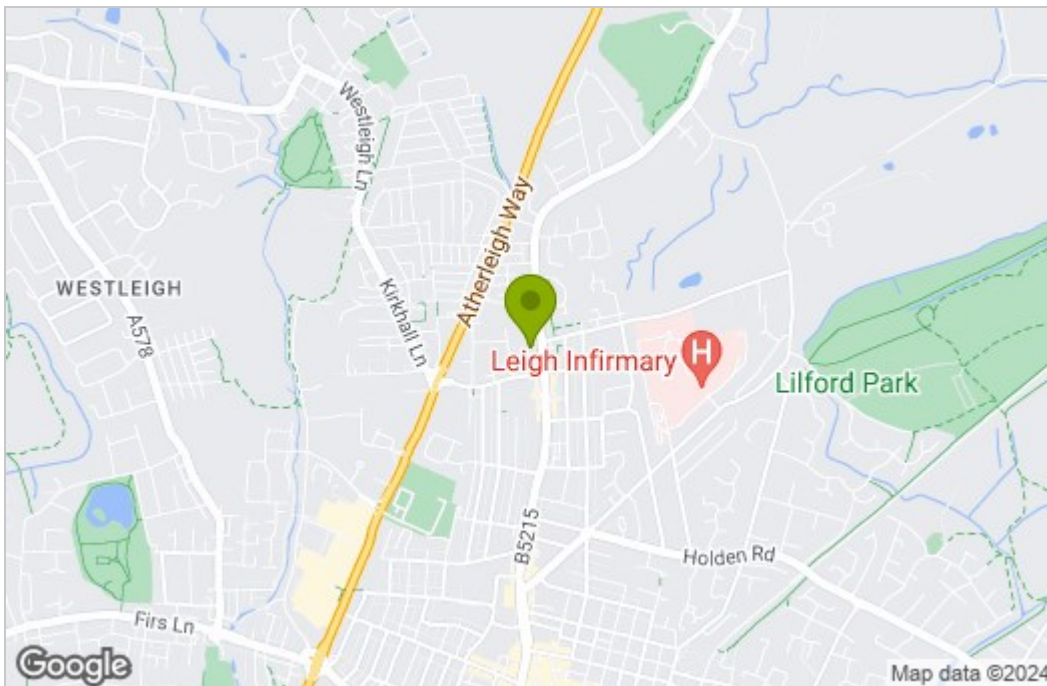 Westleigh Ln
Atherleigh Way
WESTLEIGH
A578
Kirkhall Ln
Leigh Infirmary
H
Lilford Park
B5215
Holden Rd
Firs Ln
Google
Map data ©2024